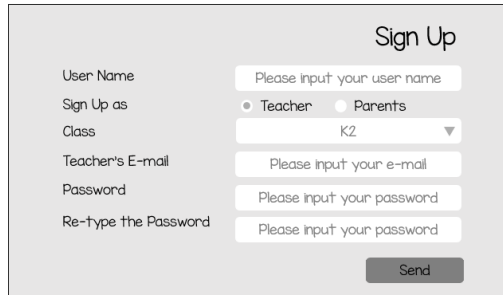 Sign Up
User Name Please input your user name
Sign Up as Teacher Parents
Class K2
Teacher's E-mail Please input your e-mail
Password Please input your password
Re-type the Password Please input your password
Send